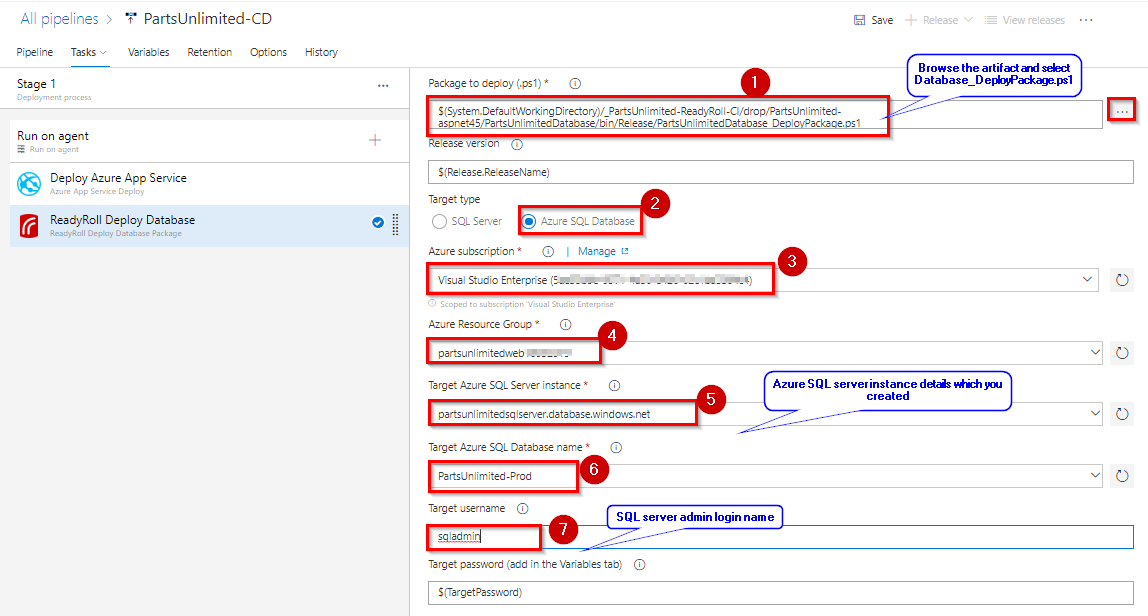 All pipelines > PartsUnlimited-CD
Save Release View releases ...
Pipeline Tasks Variables Retention Options History
Stage 1
Deployment process
...
Run on agent
Run on agent
Deploy Azure App Service
Azure App Service Deploy
ReadyRoll Deploy Database
ReadyRoll Deploy Database Package
Package to deploy (.ps1) *
1
Browse the artifact and select
Database_DeployPackage.ps1
$(System.DefaultWorkingDirectory)/_PartsUnlimited-ReadyRoll-CI/drop/PartsUnlimited-
aspnet45/PartsUnlimitedDatabase/bin/Release/PartsUnlimitedDatabase_DeployPackage.ps1
...
Release version
$(Release.ReleaseName)
Target type
2
SQL Server Azure SQL Database
Azure subscription * | Manage
3
Visual Studio Enterprise
Scoped to subscription 'Visual Studio Enterprise'
Azure Resource Group *
4
partsunlimitedweb
Target Azure SQL Server instance *
5
Azure SQL serverinstance details which you
created
partsunlimitedsqlserver.database.windows.net
Target Azure SQL Database name *
6
PartsUnlimited-Prod
Target username
7
SQL server admin login name
sqladmin
Target password (add in the Variables tab)
$(TargetPassword)